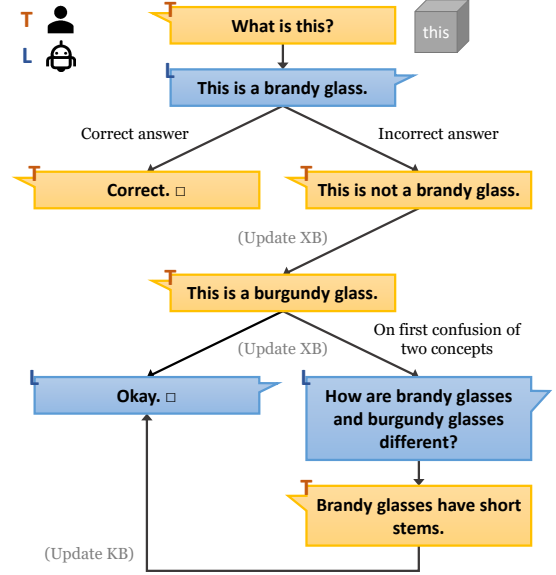 T
L
this
T
What is this?
L
This is a brandy glass.
Correct answer
Incorrect answer
T
Correct. □
T
This is not a brandy glass.
(Update XB)
T
This is a burgundy glass.
(Update XB)
On first confusion of
two concepts
L
Okay. □
L
How are brandy glasses
and burgundy glasses
different?
T
Brandy glasses have short
stems.
(Update KB)